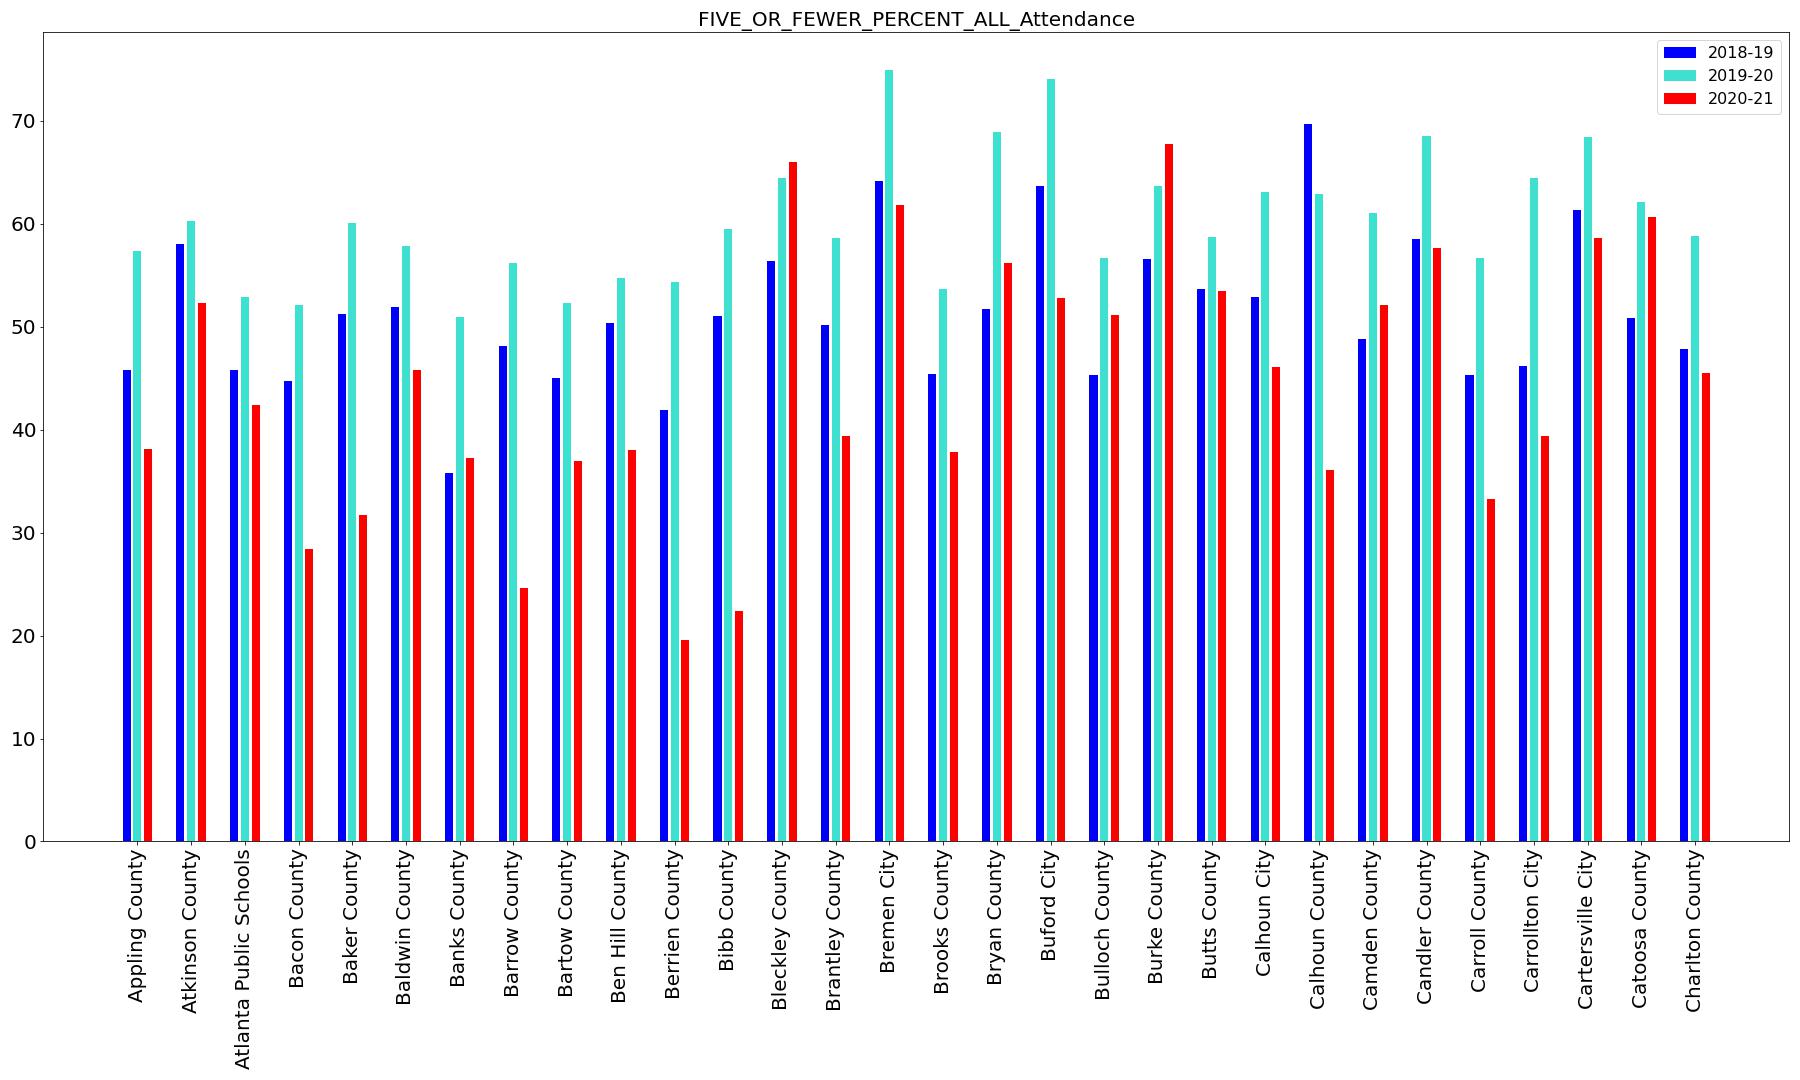 FIVE_OR_FEWER_PERCENT_ALL_Attendance
2018-19
2019-20
2020-21
70
60
50
40
30
20
10
0
Appling County
Atkinson County
Atlanta Public Schools
Bacon County
Baker County
Baldwin County
Banks County
Barrow County
Bartow County
Ben Hill County
Berrien County
Bibb County
Bleckley County
Brantley County
Bremen City
Brooks County
Bryan County
Buford City
Bulloch County
Burke County
Butts County
Calhoun City
Calhoun County
Camden County
Candler County
Carroll County
Carrollton City
Cartersville City
Catoosa County
Charlton County